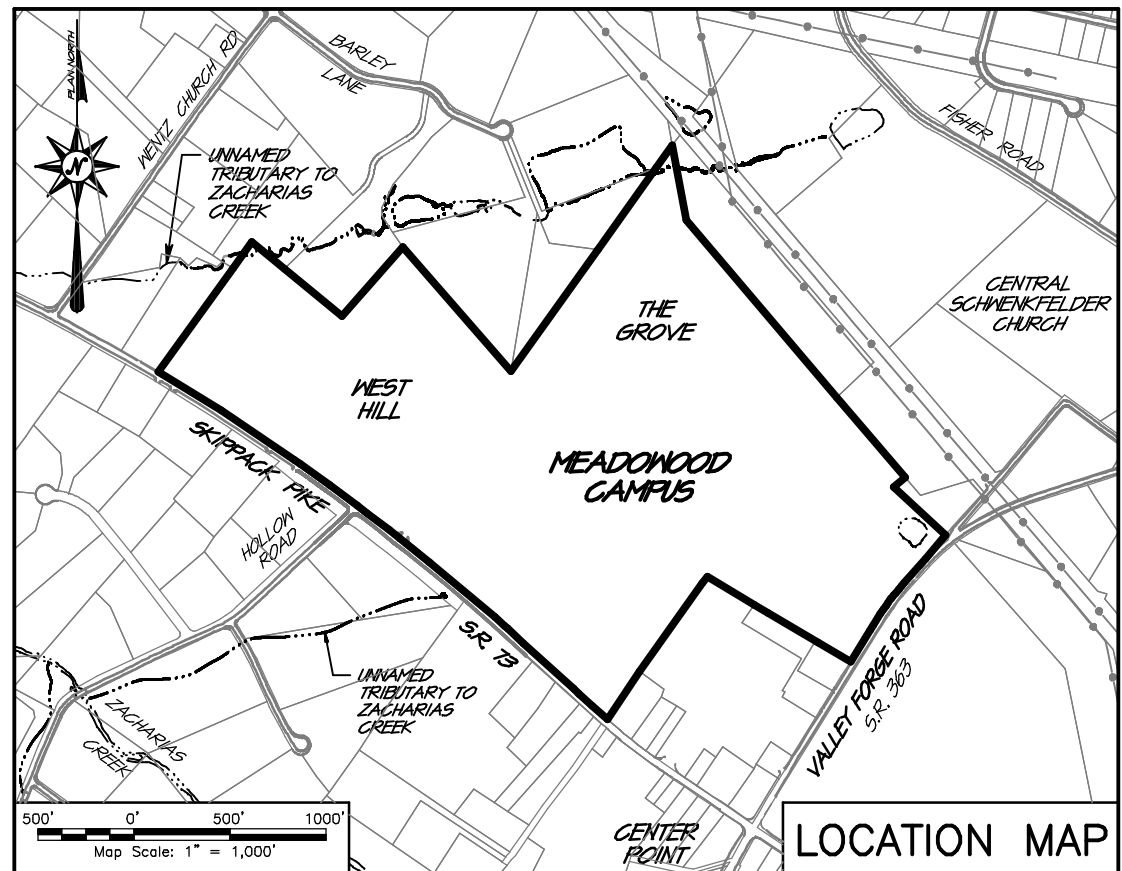 PLAN NORTH
N
WENTZ CHURCH RD
BARLEY
LANE
FISHER ROAD
UNNAMED
TRIBUTARY TO
ZACHARIAS
CREEK
CENTRAL
SCHWENKFELDER
CHURCH
THE
GROVE
WEST
HILL
MEADOWOOD
CAMPUS
SKIPPACK PIKE
HOLLOW
ROAD
S.R. 73
UNNAMED
TRIBUTARY TO
ZACHARIAS
CREEK
VALLEY FORGE ROAD
S.R. 363
ZACHARIAS
CREEK
CENTER
POINT
500' 0' 500' 1000'
Map Scale: 1" = 1,000'
LOCATION MAP